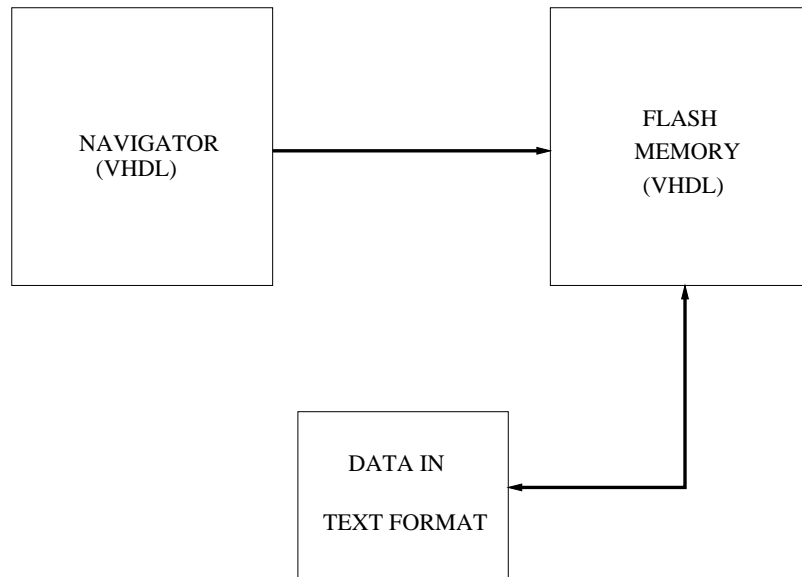 NAVIGATOR
(VHDL)
FLASH
MEMORY
(VHDL)
DATA IN
TEXT FORMAT